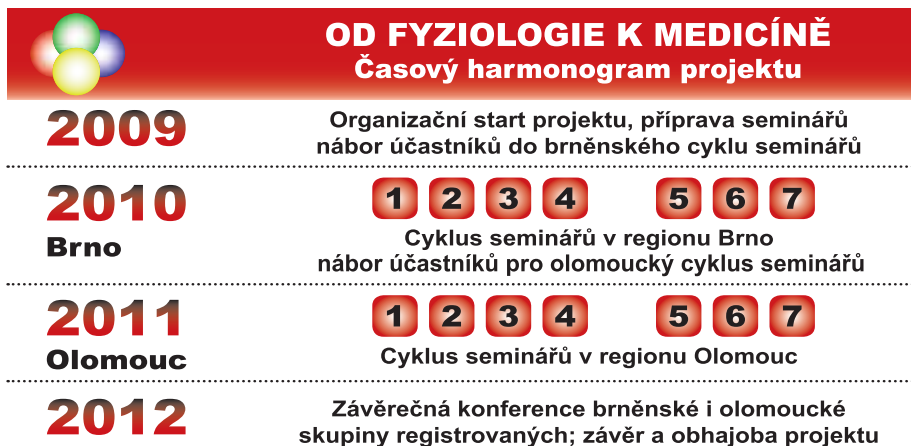 OD FYZIOLOGIE K MEDICÍNĚ
Časový harmonogram projektu
2009
Organizační start projektu, příprava seminářů
nábor účastníků do brněnského cyklu seminářů
2010
Brno
1 2 3 4 5 6 7
Cyklus seminářů v regionu Brno
nábor účastníků pro olomoucký cyklus seminářů
2011
Olomouc
1 2 3 4 5 6 7
Cyklus seminářů v regionu Olomouc
2012
Závěrečná konference brněnské i olomoucké
skupiny registrovaných; závěr a obhajoba projektu